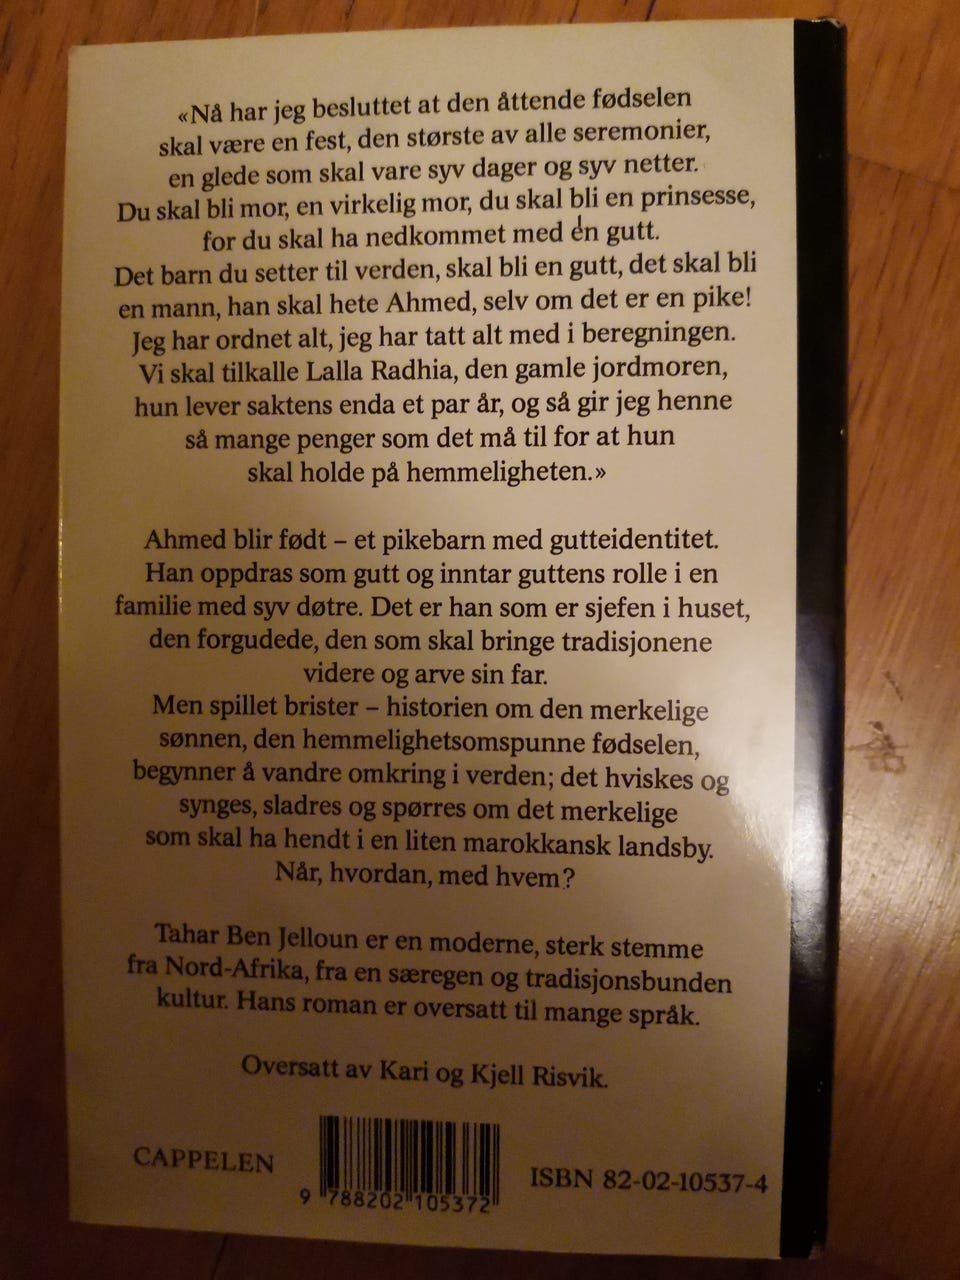 «Nå har jeg besluttet at den åttende fødselen
skal være en fest, den største av alle seremonier,
en glede som skal vare syv dager og syv netter.
Du skal bli mor, en virkelig mor, du skal bli en prinsesse,
for du skal ha nedkommet med en gutt.
Det barn du setter til verden, skal bli en gutt, det skal bli
en mann, han skal hete Ahmed, selv om det er en pike!
Jeg har ordnet alt, jeg har tatt alt med i beregningen.
Vi skal tilkalle Lalla Radhia, den gamle jordmoren,
hun lever saktens enda et par år, og så gir jeg henne
så mange penger som det må til for at hun
skal holde på hemmeligheten.»
Ahmed blir født – et pikebarn med gutteidentitet.
Han oppdras som gutt og inntar guttens rolle i en
familie med syv døtre. Det er han som er sjefen i huset,
den forgudede, den som skal bringe tradisjonene
videre og arve sin far.
Men spillet brister – historien om den merkelige
sønnen, den hemmelighetsomspunne fødselen,
begynner å vandre omkring i verden; det hviskes og
synges, sladres og spørres om det merkelige
som skal ha hendt i en liten marokkansk landsby.
Når, hvordan, med hvem?
Tahar Ben Jelloun er en moderne, sterk stemme
fra Nord-Afrika, fra en særegen og tradisjonsbunden
kultur. Hans roman er oversatt til mange språk.
Oversatt av Kari og Kjell Risvik.
CAPPELEN
9 788202 105372
ISBN 82-02-10537-4